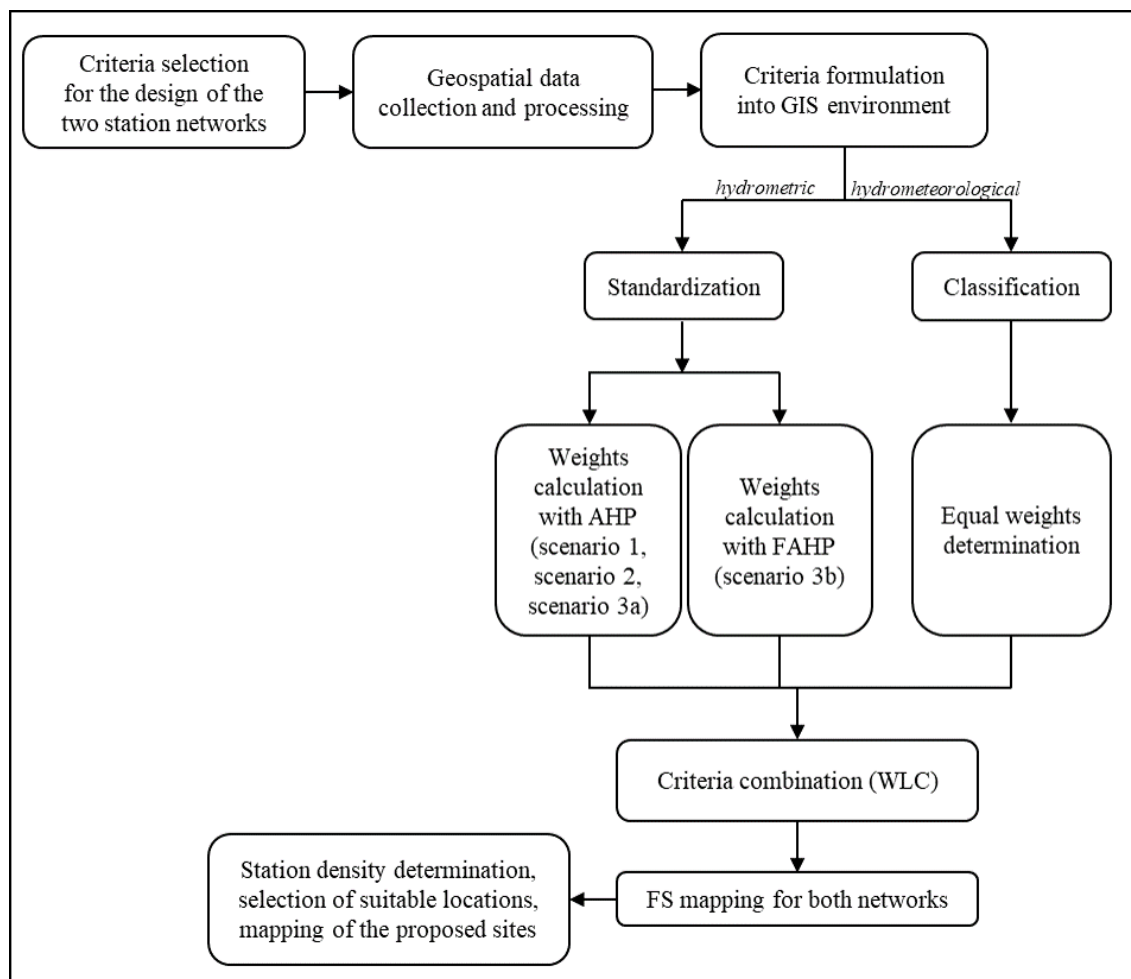 Criteria selection
for the design of the
two station networks
Geospatial data
collection and processing
Criteria formulation
into GIS environment
hydrometric
hydrometeorological
Standardization
Classification
Weights
calculation
with AHP
(scenario 1,
scenario 2,
scenario 3a)
Weights
calculation
with FAHP
(scenario 3b)
Equal weights
determination
Criteria combination (WLC)
FS mapping for both networks
Station density determination,
selection of suitable locations,
mapping of the proposed sites